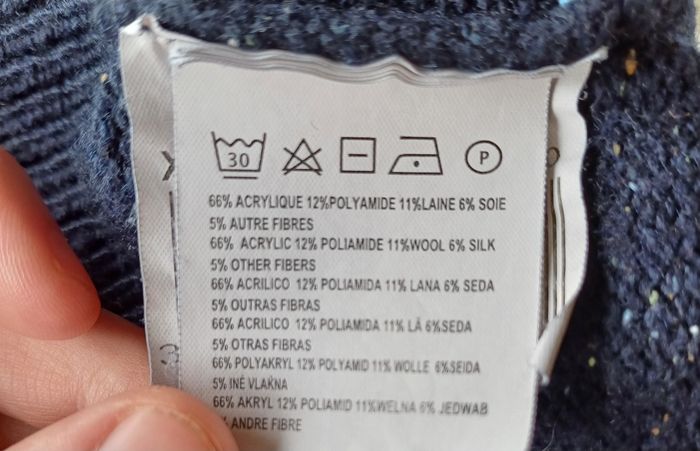 30 P
66% ACRYLIQUE 12%POLYAMIDE 11%LAINE 6% SOIE
5% AUTRE FIBRES
66% ACRYLIC 12% POLIAMIDE 11%WOOL 6% SILK
5% OTHER FIBERS
66% ACRILICO 12% POLIAMIDA 11% LANA 6% SEDA
5% OUTRAS FIBRAS
66% ACRILICO 12% POLIAMIDA 11% LÃ 6%SEDA
5% OTRAS FIBRAS
66% POLYAKRYL 12% POLYAMID 11% WOLLE 6%SEIDA
5% INÉ VLAKNA
66% AKRYL 12% POLIAMID 11%WELNA 6% JEDWAB
% ANDRE FIBRE